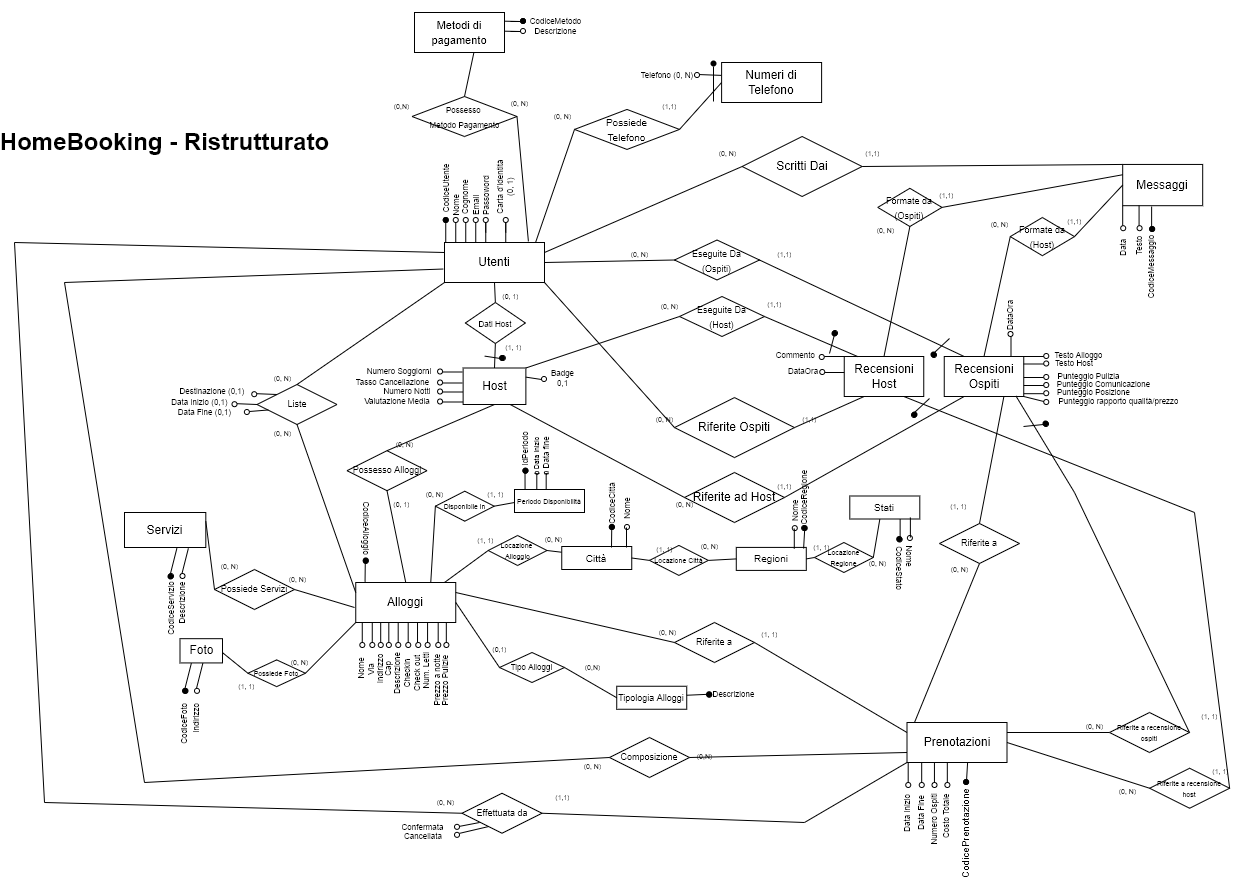 Metodi di
pagamento
CodiceMetodo
Descrizione
Telefono (0, N)
Numeri di
Telefono
(0,N)
Possesso
Metodo Pagamento
(0, N)
(0, N)
Possiede
Telefono
(1,1)
HomeBooking - Ristrutturato
(0, N)
Scritti Dai
(1,1)
Messaggi
Data
Testo
CodiceMessaggio
CodiceUtente
Nome
Cognome
Email
Passoword
Carta d'identità
(0, 1)
Formate da
(Ospiti)
(1,1)
(0, N)
Formate da
(Host)
(1,1)
(0, N)
Utenti
(0, N)
Eseguite Da
(Ospiti)
(1,1)
(0, 1)
Dati Host
(1, 1)
(0, N)
Eseguite Da
(Host)
(1,1)
DataOra
Commento
DataOra
Recensioni
Host
Recensioni
Ospiti
Testo Alloggo
Testo Host
Punteggio Pulizia
Punteggio Comunicazione
Punteggio Posizione
Punteggio rapporto qualità/prezzo
Numero Soggiorni
Tasso Cancellazione
Numero Notti
Valutazione Media
Host
Badge
0,1
Destinazione (0,1)
Data Inizio (0,1)
Data Fine (0,1)
(0, N)
Liste
(0, N)
(0, N)
Riferite Ospiti
(1,1)
(0, N)
Possesso Alloggi
(0, 1)
IdPeriodo
Data Inizio
Data fine
Periodo Disponibilità
(0, N)
Disponibile in
(1, 1)
(0, N)
Riferite ad Host
(1,1)
CodiceAlloggio
Servizi
CodiceServizio
Descrizione
(0, N)
Possiede Servizi
(0, N)
(1,1)
Locazione
Alloggio
(0, N)
CodiceCittà
Nome
Città
(1, 1)
Locazione Città
(0, N)
Nome
CodiceRegione
Regioni
(1, 1)
Locazione
Regione
(0, N)
Stati
CodiceStato
Nome
(1, 1)
Riferite a
(0, N)
Alloggi
Nome
Via
Indirizzo
Cap
Descrizione
Checkin
Check out
Num. Letti
Prezzo a notte
Prezzo Pulizie
Foto
CodiceFoto
Indirizzo
(0, N)
Possiede Foto
(1, 1)
(0, N)
Riferite a
(1, 1)
(0,1)
Tipo Alloggi
(0,N)
Tipologia Alloggi
Descrizione
Prenotazioni
Data Inizio
Data Fine
Numero Ospiti
Costo Totale
CodicePrenotazione
(0, N)
Riferite a recensione
ospiti
(1, 1)
(0, N)
Riferite a recensione
host
(1, 1)
(0, N)
Composizione
(0,N)
(0, N)
Effettuata da
(1,1)
Confermata
Cancellata